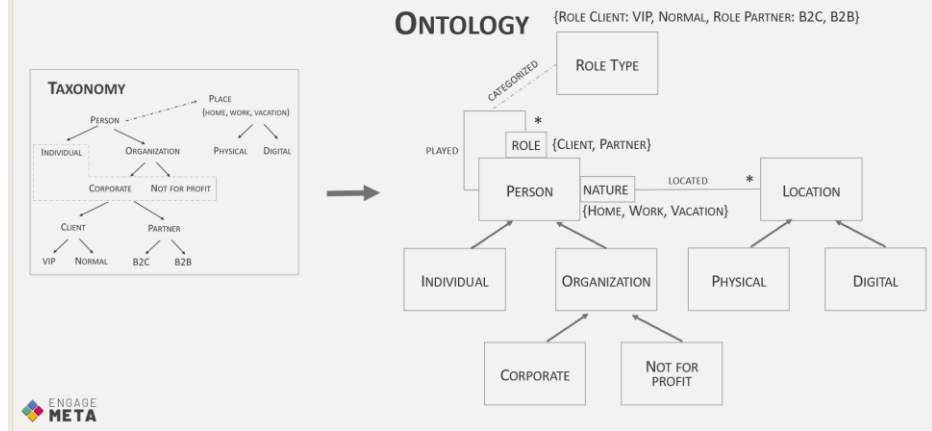 ONTOLOGY
{ROLE CLIENT: VIP, NORMAL, ROLE PARTNER: B2C, B2B}
ROLE TYPE
CATEGORIZED
*
ROLE
{CLIENT, PARTNER}
PLAYED
PERSON
NATURE
LOCATED
*
LOCATION
{HOME, WORK, VACATION}
INDIVIDUAL
ORGANIZATION
PHYSICAL
DIGITAL
CORPORATE
NOT FOR
PROFIT
TAXONOMY
PLACE
(HOME, WORK, VACATION)
PERSON
INDIVIDUAL
ORGANIZATION
PHYSICAL
DIGITAL
CORPORATE
NOT FOR PROFIT
CLIENT
PARTNER
VIP
NORMAL
B2C
B2B
ENGAGE
META